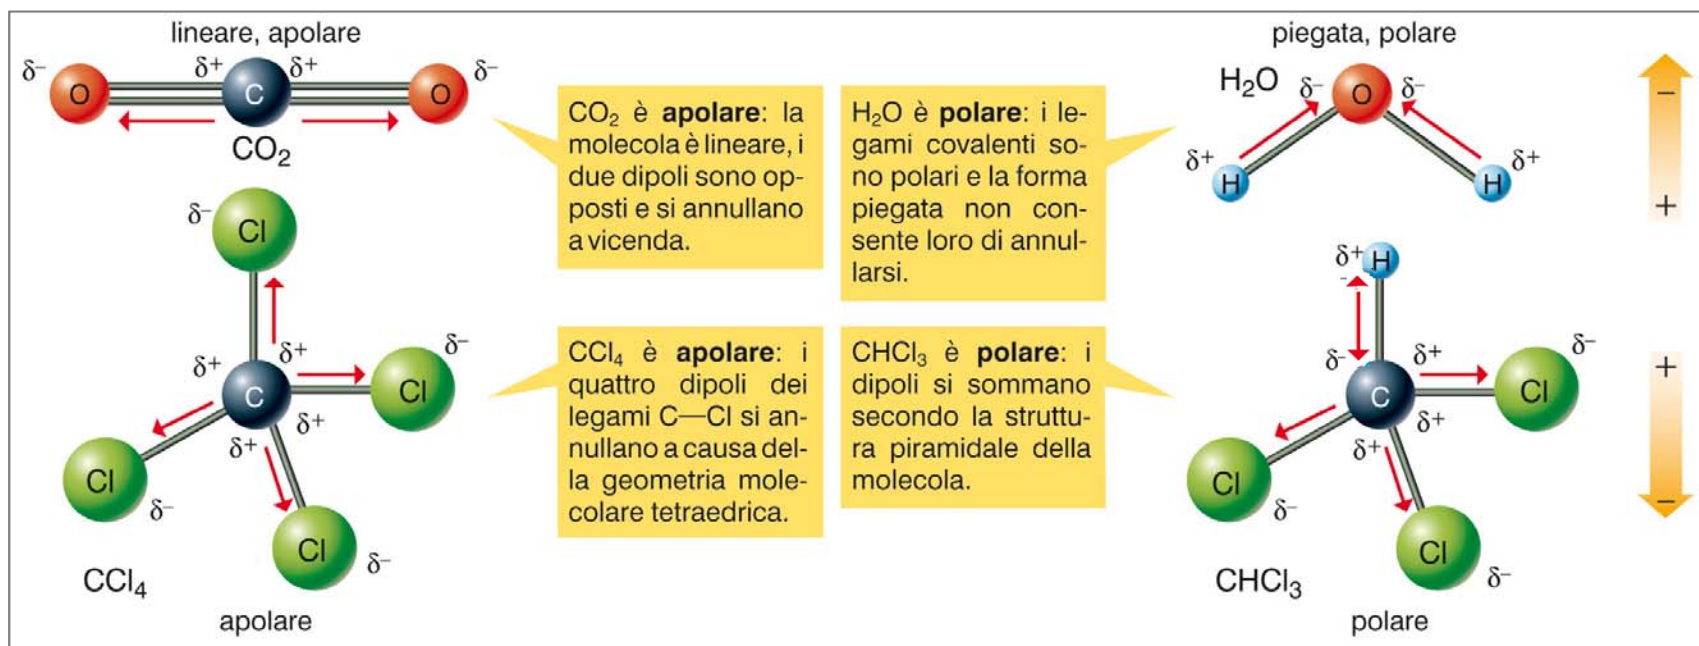 lineare, apolare
δ− O δ+ C δ+ O δ−
CO₂
CO₂ è apolare: la
molecola è lineare, i
due dipoli sono op-
posti e si annullano
a vicenda.
H₂O è polare: i le-
gami covalenti so-
no polari e la forma
piegata non con-
sente loro di annul-
larsi.
piegata, polare
H₂O
δ− O δ−
δ+ δ+
H H
−
+
δ−
Cl
δ+ δ+ δ−
C Cl
δ+ δ+
Cl
δ−
Cl δ−
CCl₄
apolare
CCl₄ è apolare: i
quattro dipoli dei
legami C—Cl si an-
nullano a causa del-
la geometria mole-
colare tetraedrica.
CHCl₃ è polare: i
dipoli si sommano
secondo la struttu-
ra piramidale della
molecola.
δ+ H
-
δ− δ+ δ−
C Cl
δ+ δ+
Cl
δ−
Cl
δ−
CHCl₃
polare
+
−